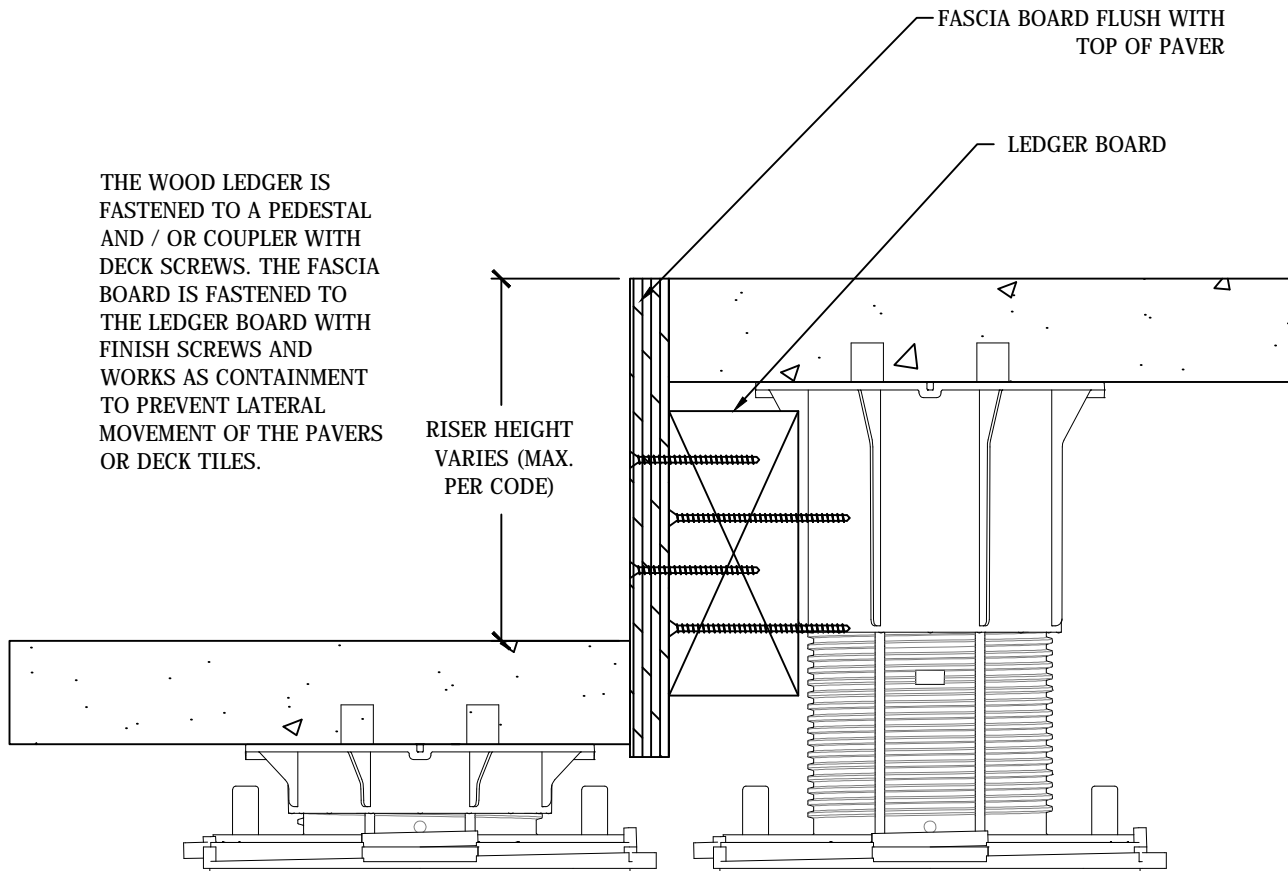 FASCIA BOARD FLUSH WITH
TOP OF PAVER
LEDGER BOARD
THE WOOD LEDGER IS
FASTENED TO A PEDESTAL
AND / OR COUPLER WITH
DECK SCREWS. THE FASCIA
BOARD IS FASTENED TO
THE LEDGER BOARD WITH
FINISH SCREWS AND
WORKS AS CONTAINMENT
TO PREVENT LATERAL
MOVEMENT OF THE PAVERS
OR DECK TILES.
RISER HEIGHT
VARIES (MAX.
PER CODE)